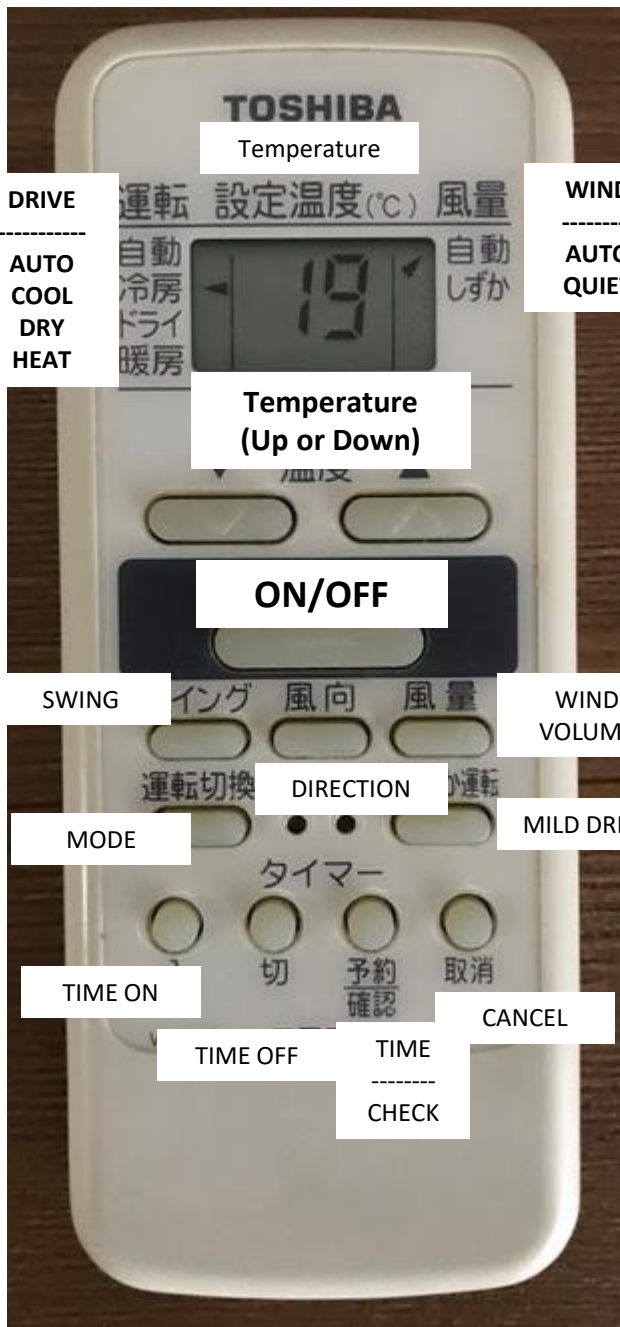 TOSHIBA
Temperature
DRIVE
運転 設定温度(℃) 風量
WIND
-----------
AUTO
COOL
DRY
HEAT
自動
冷房
ドライ
暖房
19
自動
しずか
AUTO
QUIET
Temperature
(Up or Down)
▼ 温度 ▲
ON/OFF
SWING
イング 風向 風量
WIND
VOLUM
運転切換
DIRECTION
か運転
MODE
MILD DRI
タイマー
入 切 予約 取消
確認
TIME ON
CANCEL
TIME OFF
TIME
--------
CHECK